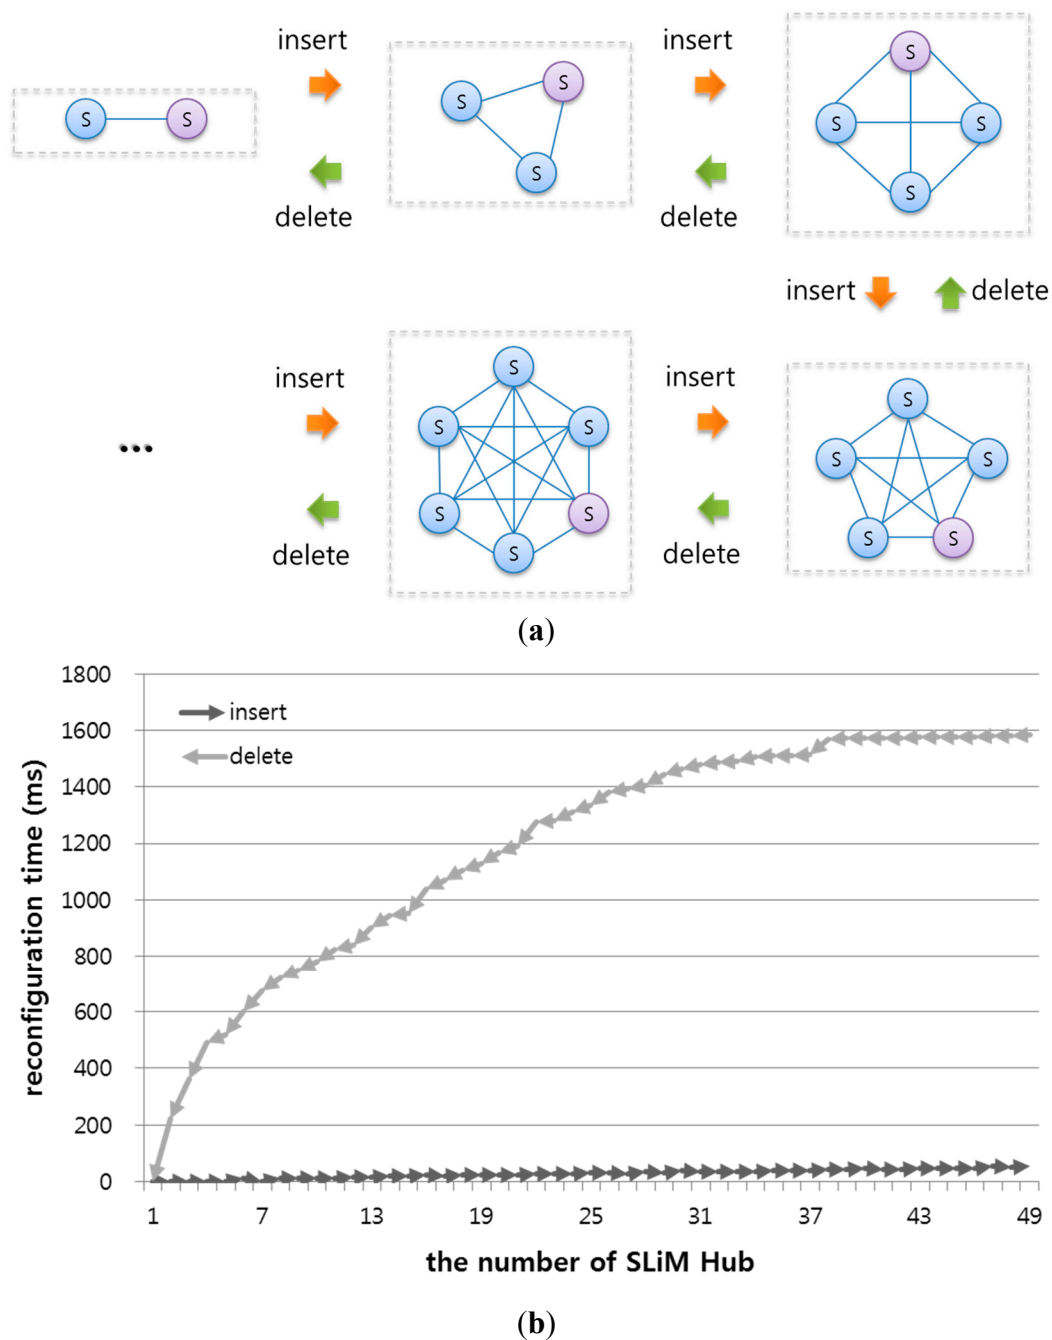 insert
insert
S S
S S S
S S S S
delete
delete
insert delete
insert
insert
...
S S S S S S
S S S S S
delete
delete
(a)
1800
1600
1400
1200
1000
800
600
400
200
0
insert
delete
reconfiguration time (ms)
1 7 13 19 25 31 37 43 49
the number of SLiM Hub
(b)